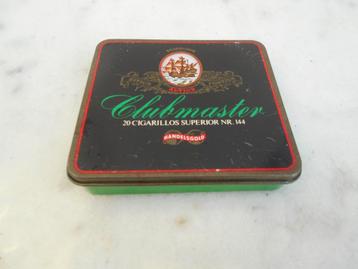 Clubmaster
20 CIGARILLOS SUPERIOR NR. 144
HANDELSGOLD